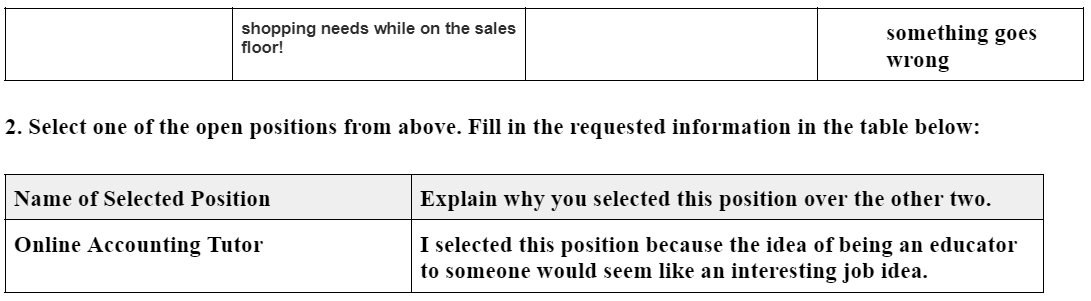 shopping needs while on the sales
floor!
something goes
wrong
2. Select one of the open positions from above. Fill in the requested information in the table below:
Name of Selected Position
Explain why you selected this position over the other two.
Online Accounting Tutor
I selected this position because the idea of being an educator
to someone would seem like an interesting job idea.